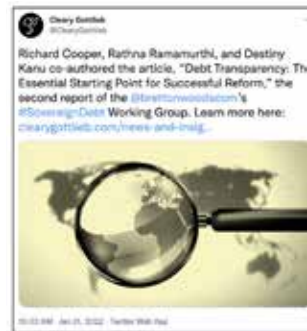 Cleary Gottlieb
@ClearyGottlieb
Richard Cooper, Rathna Ramamurthi, and Destiny
Kanu co-authored the article, "Debt Transparency: The
Essential Starting Point for Successful Reform," the
second report of the @brettonwoodscom's
#SovereignDebt Working Group. Learn more here:
clearygottlieb.com/news-and-insig...
Jan 21, 2022 · Twitter Web App